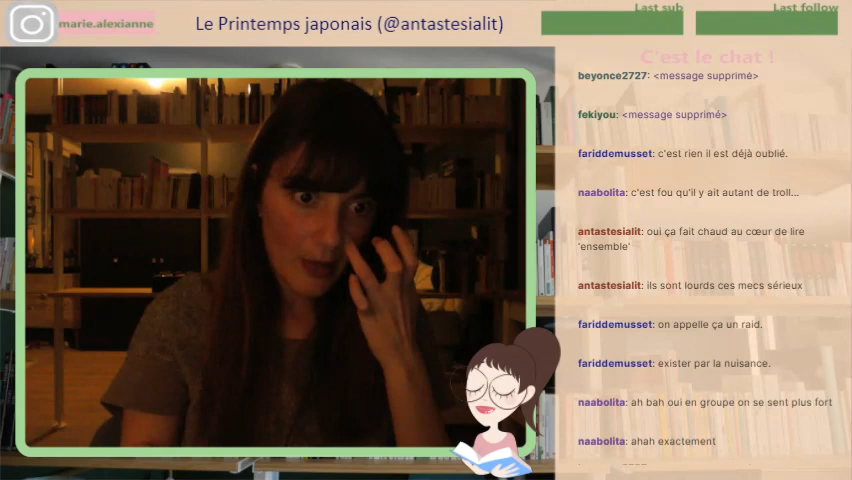 marie.alexianne
Le Printemps japonais (@antastesialit)
Last sub
Last follow
C'est le chat !
beyonce2727: <message supprimé>
fekiyou: <message supprimé>
fariddemusset: c'est rien il est déjà oublié.
naabolita: c'est fou qu'il y ait autant de troll...
antastesialit: oui ça fait chaud au cœur de lire
'ensemble'
antastesialit: ils sont lourds ces mecs sérieux
fariddemusset: on appelle ça un raid.
fariddemusset: exister par la nuisance.
naabolita: ah bah oui en groupe on se sent plus fort
naabolita: ahah exactement